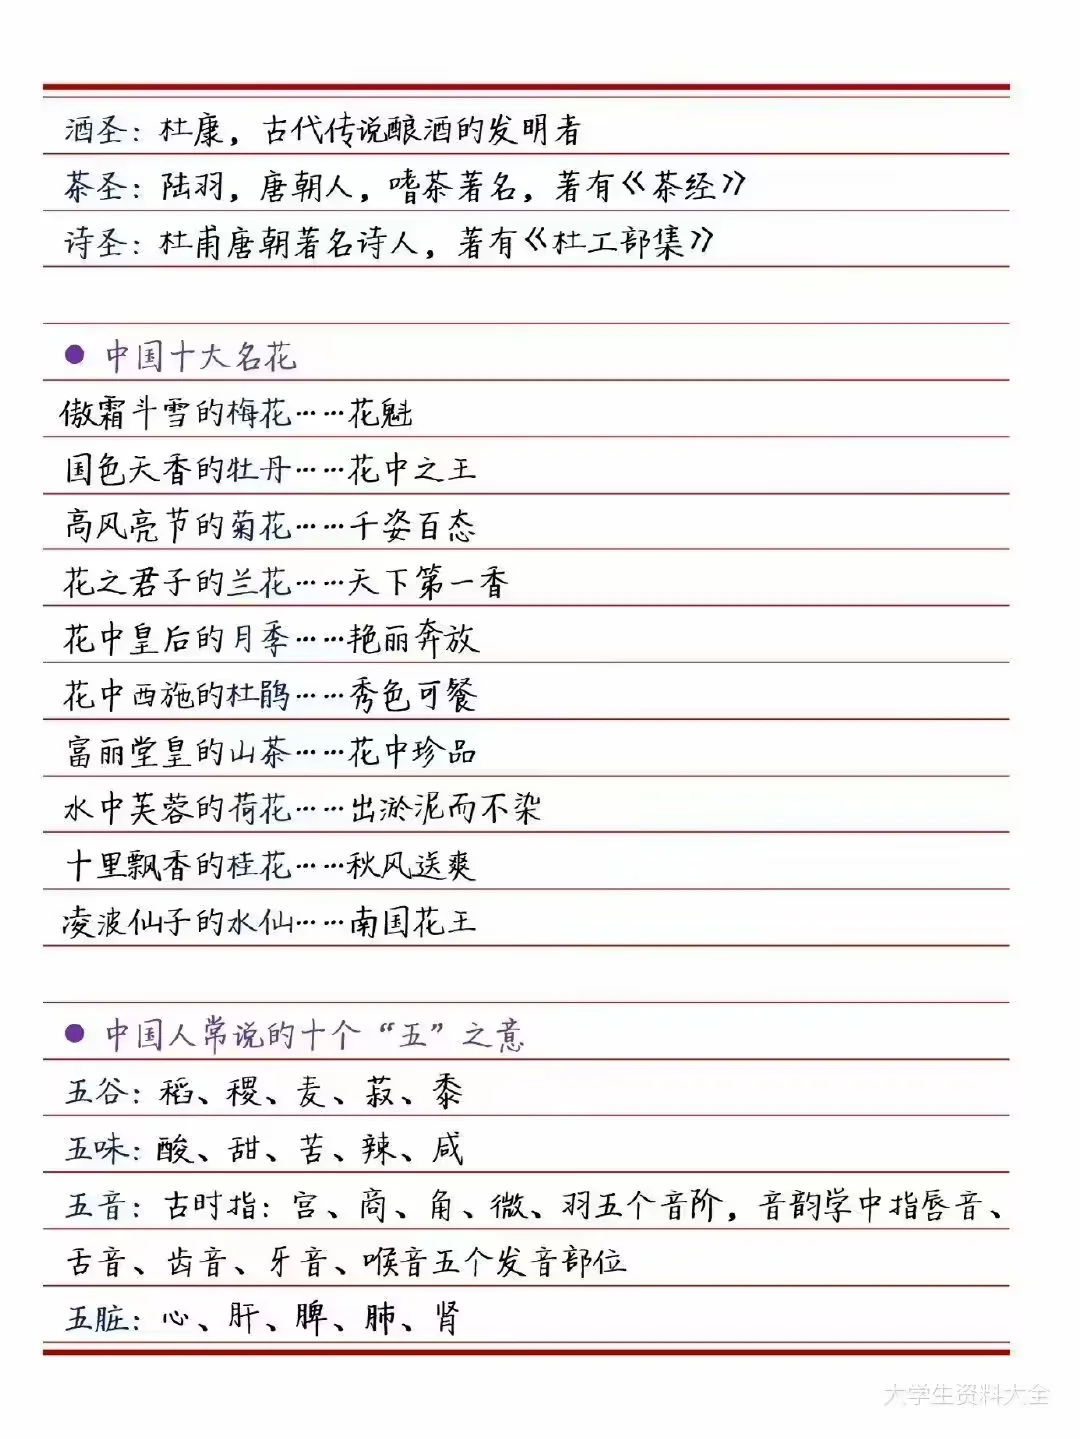 酒圣：杜康，古代传说酿酒的发明者
茶圣：陆羽，唐朝人，嗜茶著名，著有《茶经》
诗圣：杜甫唐朝著名诗人，著有《杜工部集》
● 中国十大名花
傲霜斗雪的梅花……花魁
国色天香的牡丹……花中之王
高风亮节的菊花……千姿百态
花之君子的兰花……天下第一香
花中皇后的月季……艳丽奔放
花中西施的杜鹃……秀色可餐
富丽堂皇的山茶……花中珍品
水中芙蓉的荷花……出淤泥而不染
十里飘香的桂花……秋风送爽
凌波仙子的水仙……南国花王
● 中国人常说的十个“五”之意
五谷：稻、稷、麦、菽、黍
五味：酸、甜、苦、辣、咸
五音：古时指：宫、商、角、微、羽五个音阶，音韵学中指唇音、
舌音、齿音、牙音、喉音五个发音部位
五脏：心、肝、脾、肺、肾
大学生资料大全